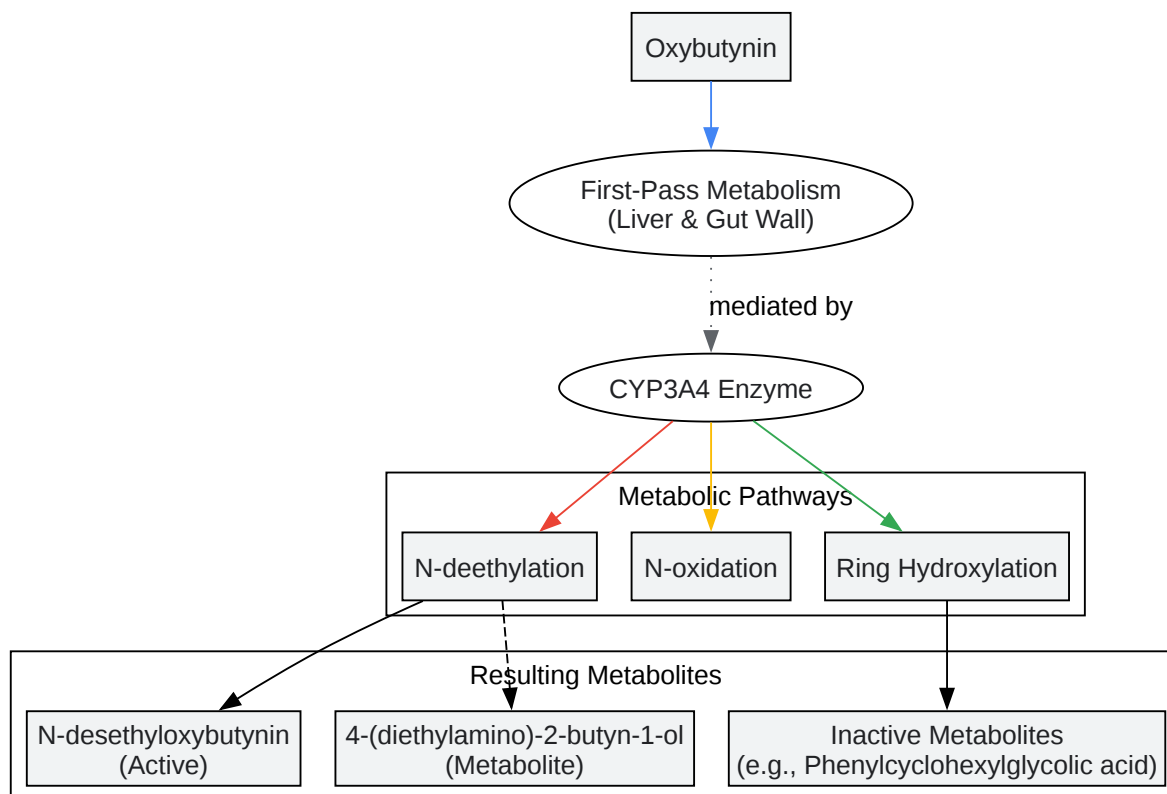 Oxybutynin
First-Pass Metabolism
(Liver & Gut Wall)
mediated by
CYP3A4 Enzyme
Metabolic Pathways
N-deethylation
N-oxidation
Ring Hydroxylation
Resulting Metabolites
N-desethyloxybutynin
(Active)
4-(diethylamino)-2-butyn-1-ol
(Metabolite)
Inactive Metabolites
(e.g., Phenylcyclohexylglycolic acid)